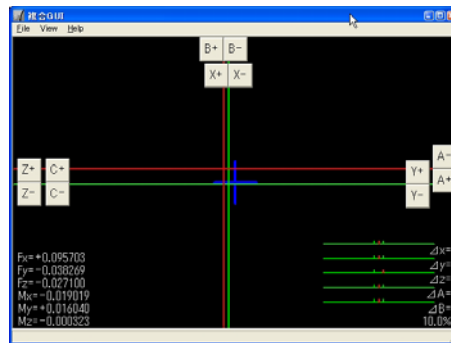 複合GUI
File View Help
B+ B-
X+ X-
A-
Z+ C+ Y+
A+
Z- C- Y-
Fx=+0.095703
Fy=-0.038269
Fz=-0.027100
Mx=-0.019019
My=+0.016040
Mz=-0.000323
⊿x=
⊿y=
⊿z=
⊿A=
⊿B=
10.0%